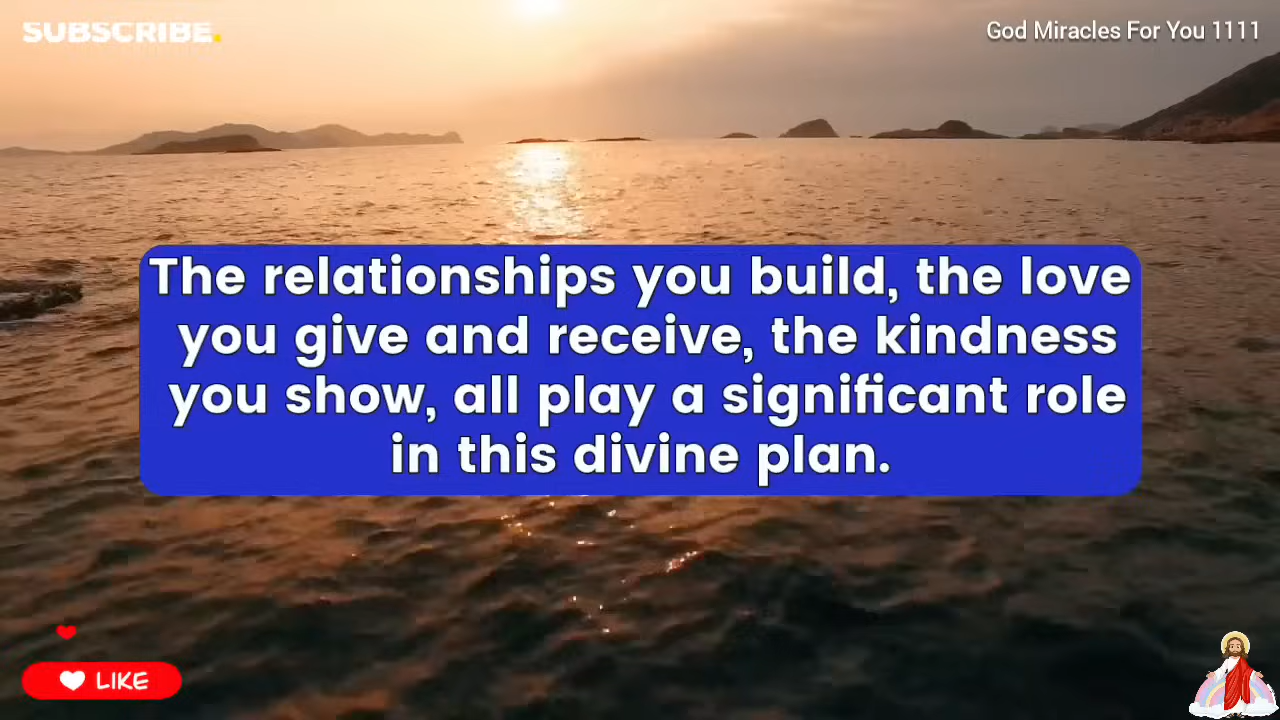 SUBSCRIBE.
God Miracles For You 1111
The relationships you build, the love
you give and receive, the kindness
you show, all play a significant role
in this divine plan.
LIKE